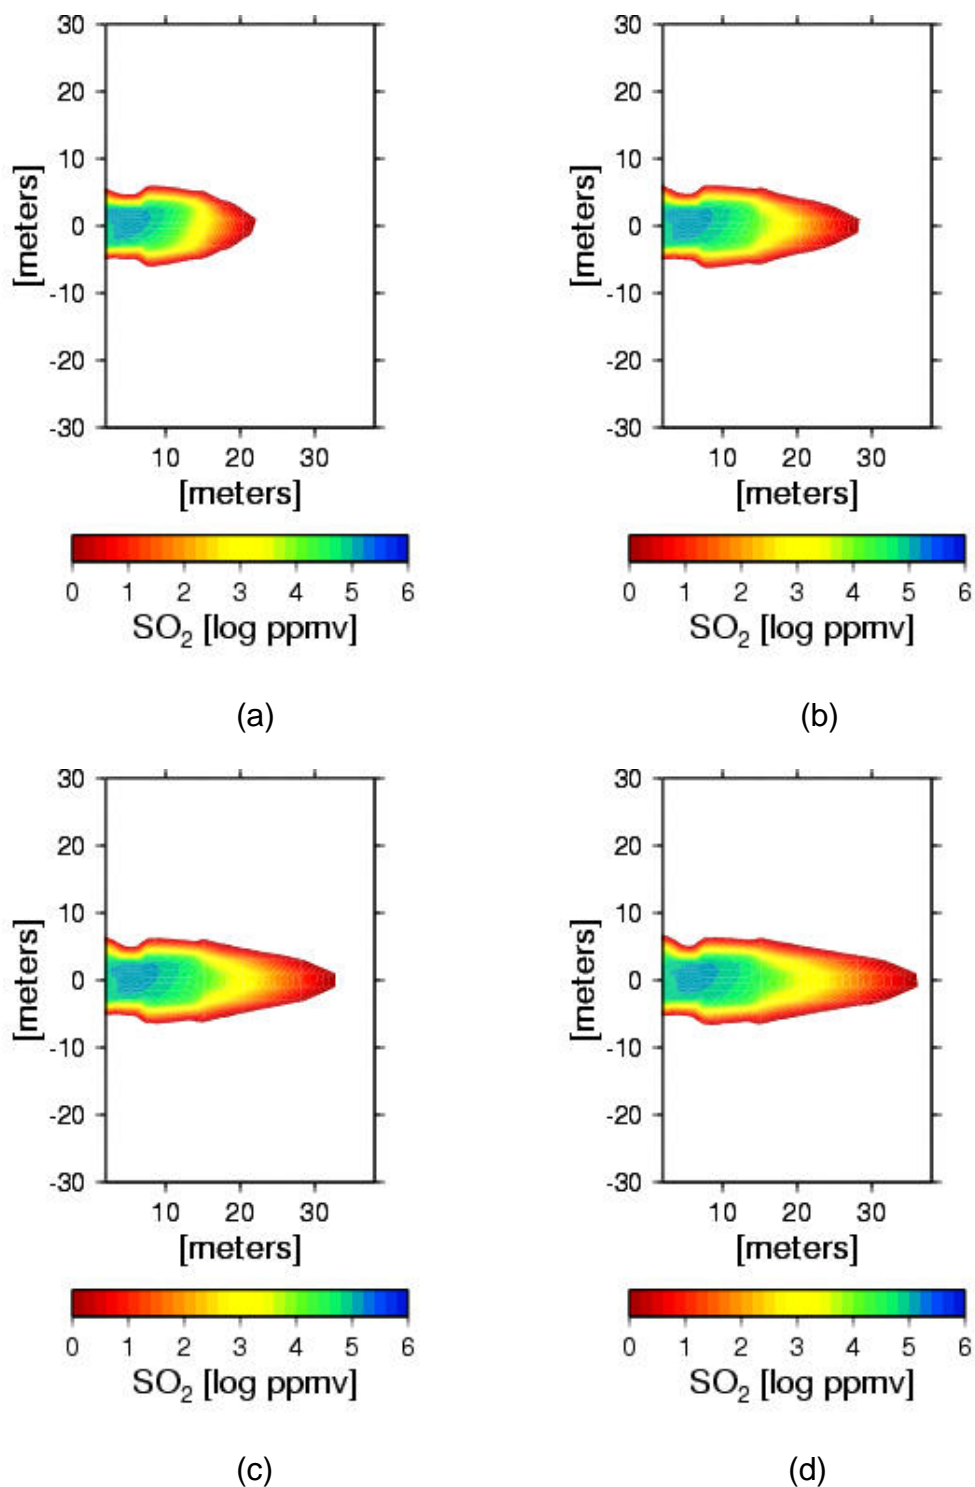 30 30
20 20
10 10
0 0
-10 -10
-20 -20
-30 -30
[meters] [meters]
10 20 30 10 20 30
[meters] [meters]
0 1 2 3 4 5 6 0 1 2 3 4 5 6
SO2 [log ppmv] SO2 [log ppmv]
(a) (b)
30 30
20 20
10 10
0 0
-10 -10
-20 -20
-30 -30
[meters] [meters]
10 20 30 10 20 30
[meters] [meters]
0 1 2 3 4 5 6 0 1 2 3 4 5 6
SO2 [log ppmv] SO2 [log ppmv]
(c) (d)